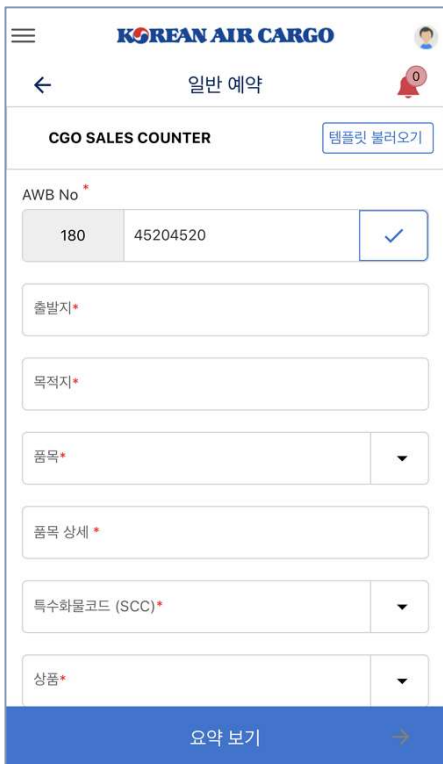 KOREAN AIR CARGO
일반 예약
0
CGO SALES COUNTER
템플릿 불러오기
AWB No *
180
45204520
출발지*
목적지*
품목*
품목 상세 *
특수화물코드 (SCC)*
상품*
요약 보기